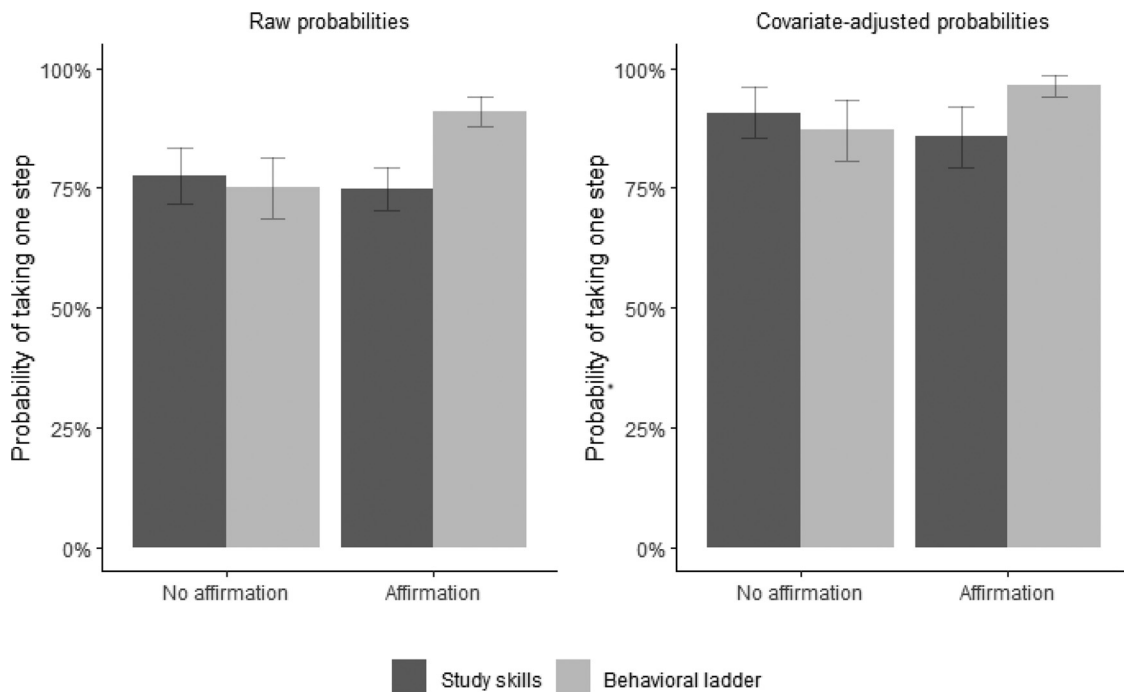 Raw probabilities
Probability of taking one step
100%
75%
50%
25%
0%
No affirmation
Affirmation
Covariate-adjusted probabilities
Probability of taking one step
100%
75%
50%
25%
0%
No affirmation
Affirmation
Study skills
Behavioral ladder